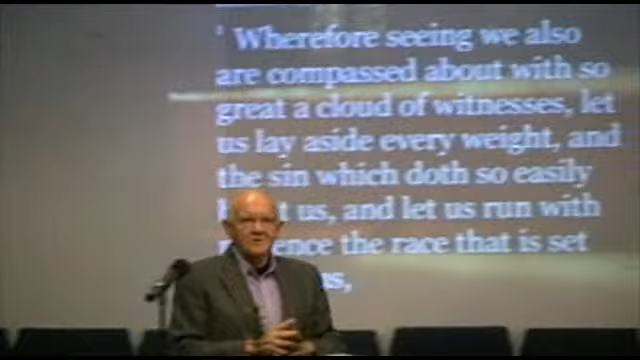 ¹ Wherefore seeing we also
are compassed about with so
great a cloud of witnesses, let
us lay aside every weight, and
the sin which doth so easily
us, and let us run with
the race that is set